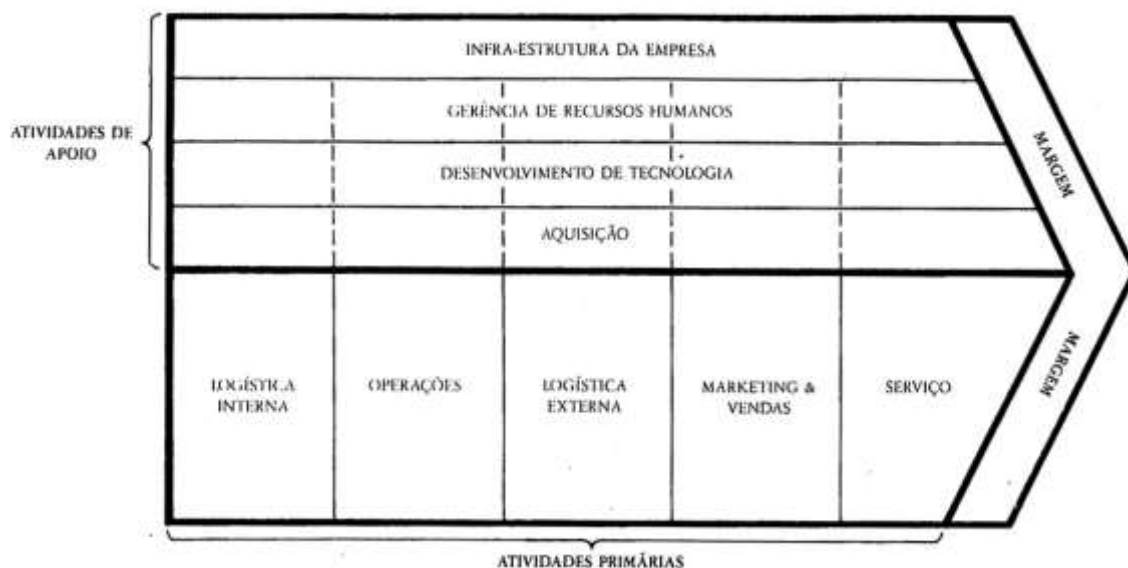 INFRA-ESTRUTURA DA EMPRESA
GERÊNCIA DE RECURSOS HUMANOS
ATIVIDADES DE
APOIO
DESENVOLVIMENTO DE TECNOLOGIA
AQUISIÇÃO
MARGEM
LOGÍSTICA
INTERNA
OPERAÇÕES
LOGÍSTICA
EXTERNA
MARKETING &
VENDAS
SERVIÇO
MARGEM
ATIVIDADES PRIMÁRIAS